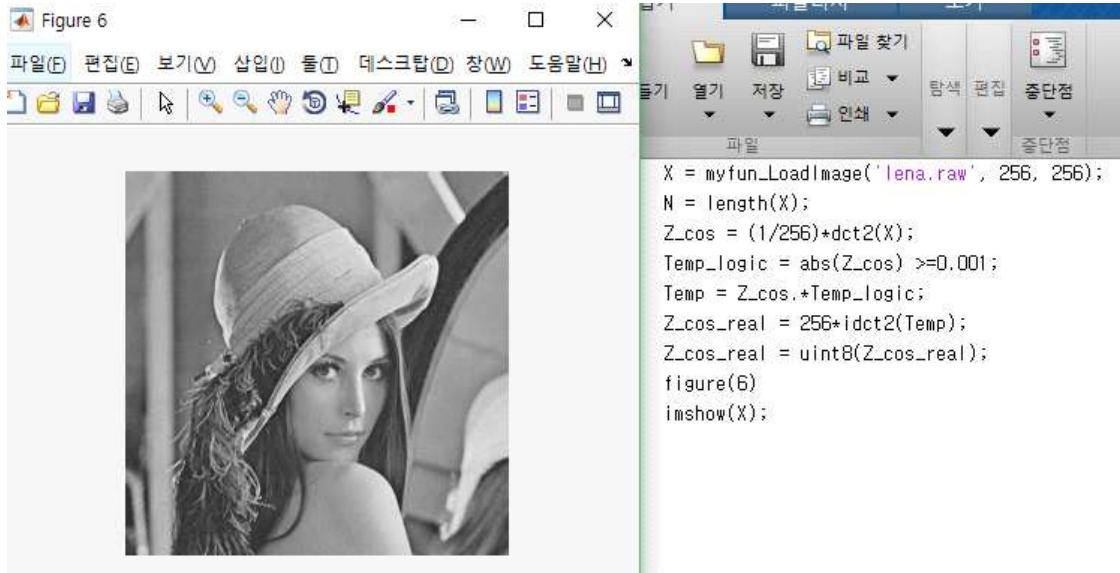 Figure 6
파일(F) 편집(E) 보기(V) 삽입(I) 툴(T) 데스크탑(D) 창(W) 도움말(H)
파일 찾기
열기 저장 비교 탐색 편집 중단점
인쇄
파일 중단점
X = myfun_LoadImage('lena.raw', 256, 256);
N = length(X);
Z_cos = (1/256)*dct2(X);
Temp_logic = abs(Z_cos) >=0.001;
Temp = Z_cos.*Temp_logic;
Z_cos_real = 256*idct2(Temp);
Z_cos_real = uint8(Z_cos_real);
figure(6)
imshow(X);